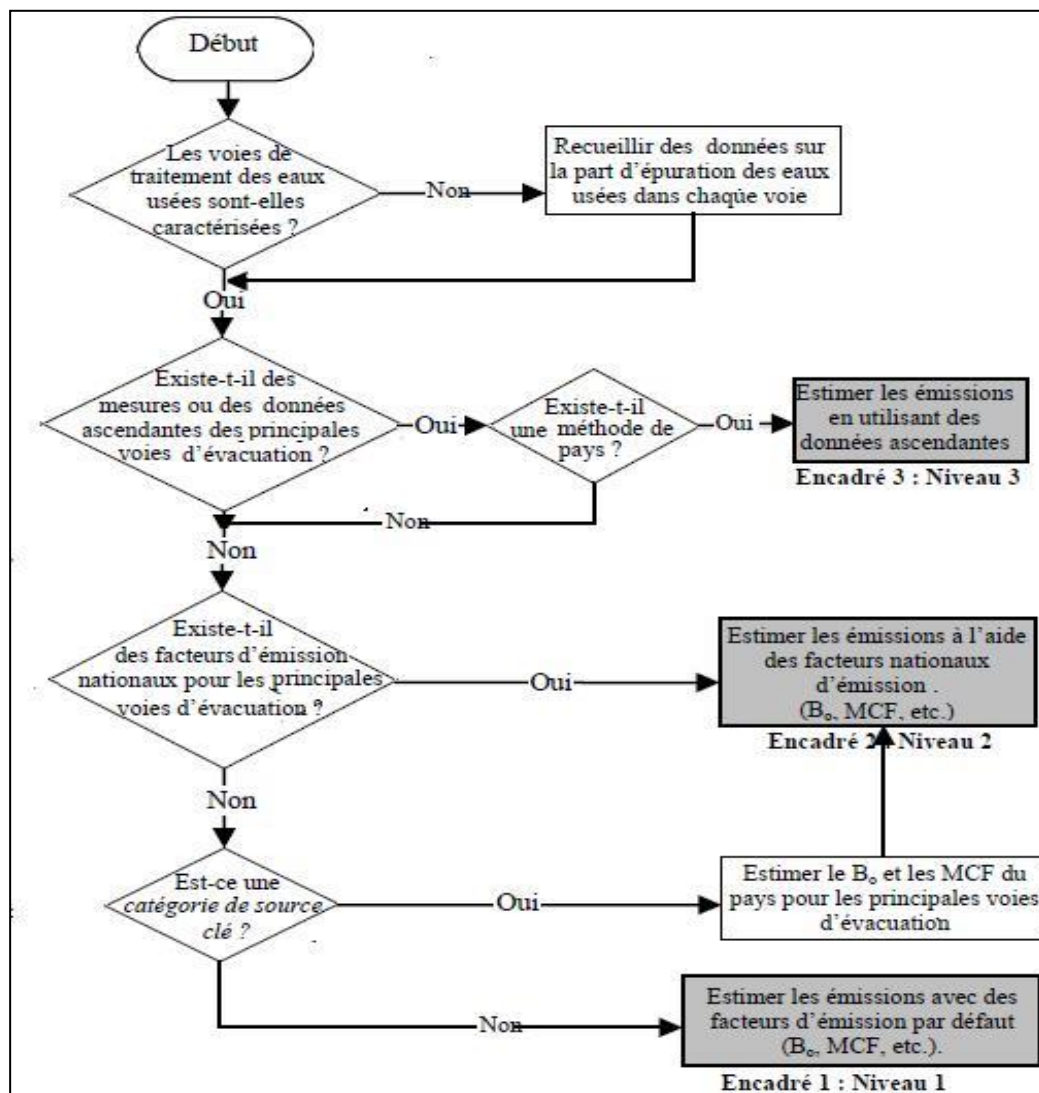 Début
Les voies de
traitement des eaux
usées sont-elles
caractérisées ?
Non
Recueillir des données sur
la part d'épuration des eaux
usées dans chaque voie
Oui
Existe-t-il des
mesures ou des données
ascendantes des principales
voies d'évacuation ?
Oui
Existe-t-il
une méthode de
pays ?
Oui
Estimer les émissions
en utilisant des
données ascendantes
Encadré 3 : Niveau 3
Non
Non
Existe-t-il
des facteurs d'émission
nationaux pour les principales
voies d'évacuation ?
Oui
Estimer les émissions à l'aide
des facteurs nationaux
d'émission .
(Bₒ, MCF, etc.)
Encadré 2 : Niveau 2
Non
Est-ce une
catégorie de source
clé ?
Oui
Estimer le Bₒ et les MCF du
pays pour les principales voies
d'évacuation
Non
Estimer les émissions avec des
facteurs d'émission par défaut
(Bₒ, MCF, etc.).
Encadré 1 : Niveau 1